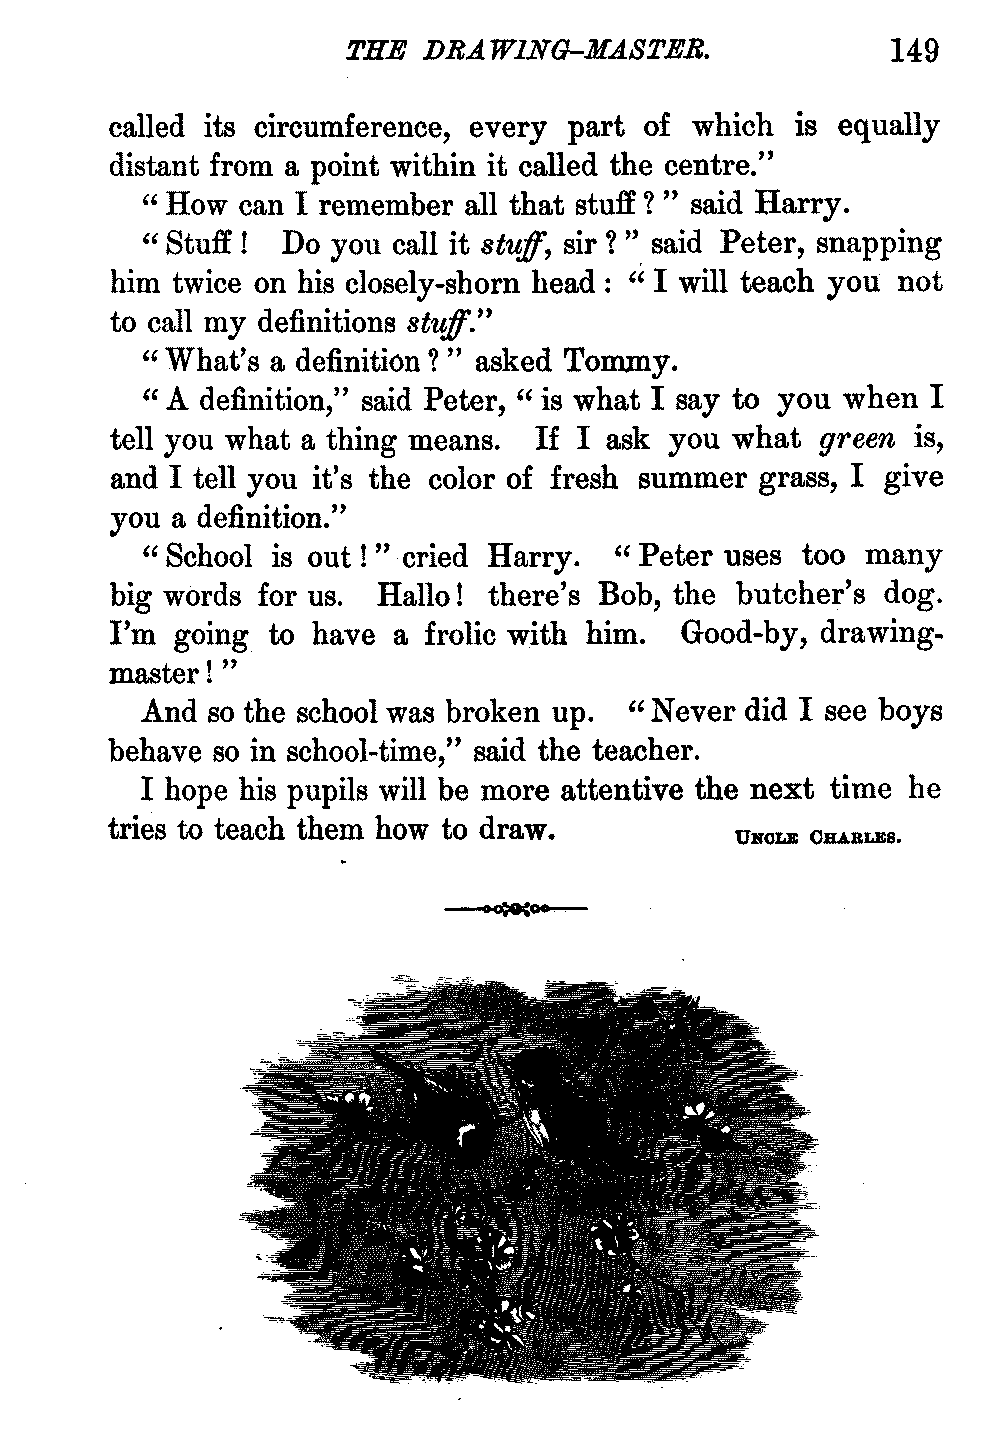 THE DRAWING-MASTER. 149
called its circumference, every part of which is equally
distant from a point within it called the centre."
"How can I remember all that stuff?" said Harry.
"Stuff! Do you call it stuff, sir?" said Peter, snapping
him twice on his closely-shorn head: "I will teach you not
to call my definitions stuff."
"What's a definition?" asked Tommy.
"A definition," said Peter, "is what I say to you when I
tell you what a thing means. If I ask you what green is,
and I tell you it's the color of fresh summer grass, I give
you a definition."
"School is out!" cried Harry. "Peter uses too many
big words for us. Hallo! there's Bob, the butcher's dog.
I'm going to have a frolic with him. Good-by, drawing-
master!"
And so the school was broken up. "Never did I see boys
behave so in school-time," said the teacher.
I hope his pupils will be more attentive the next time he
tries to teach them how to draw. UNCLE CHARLES.